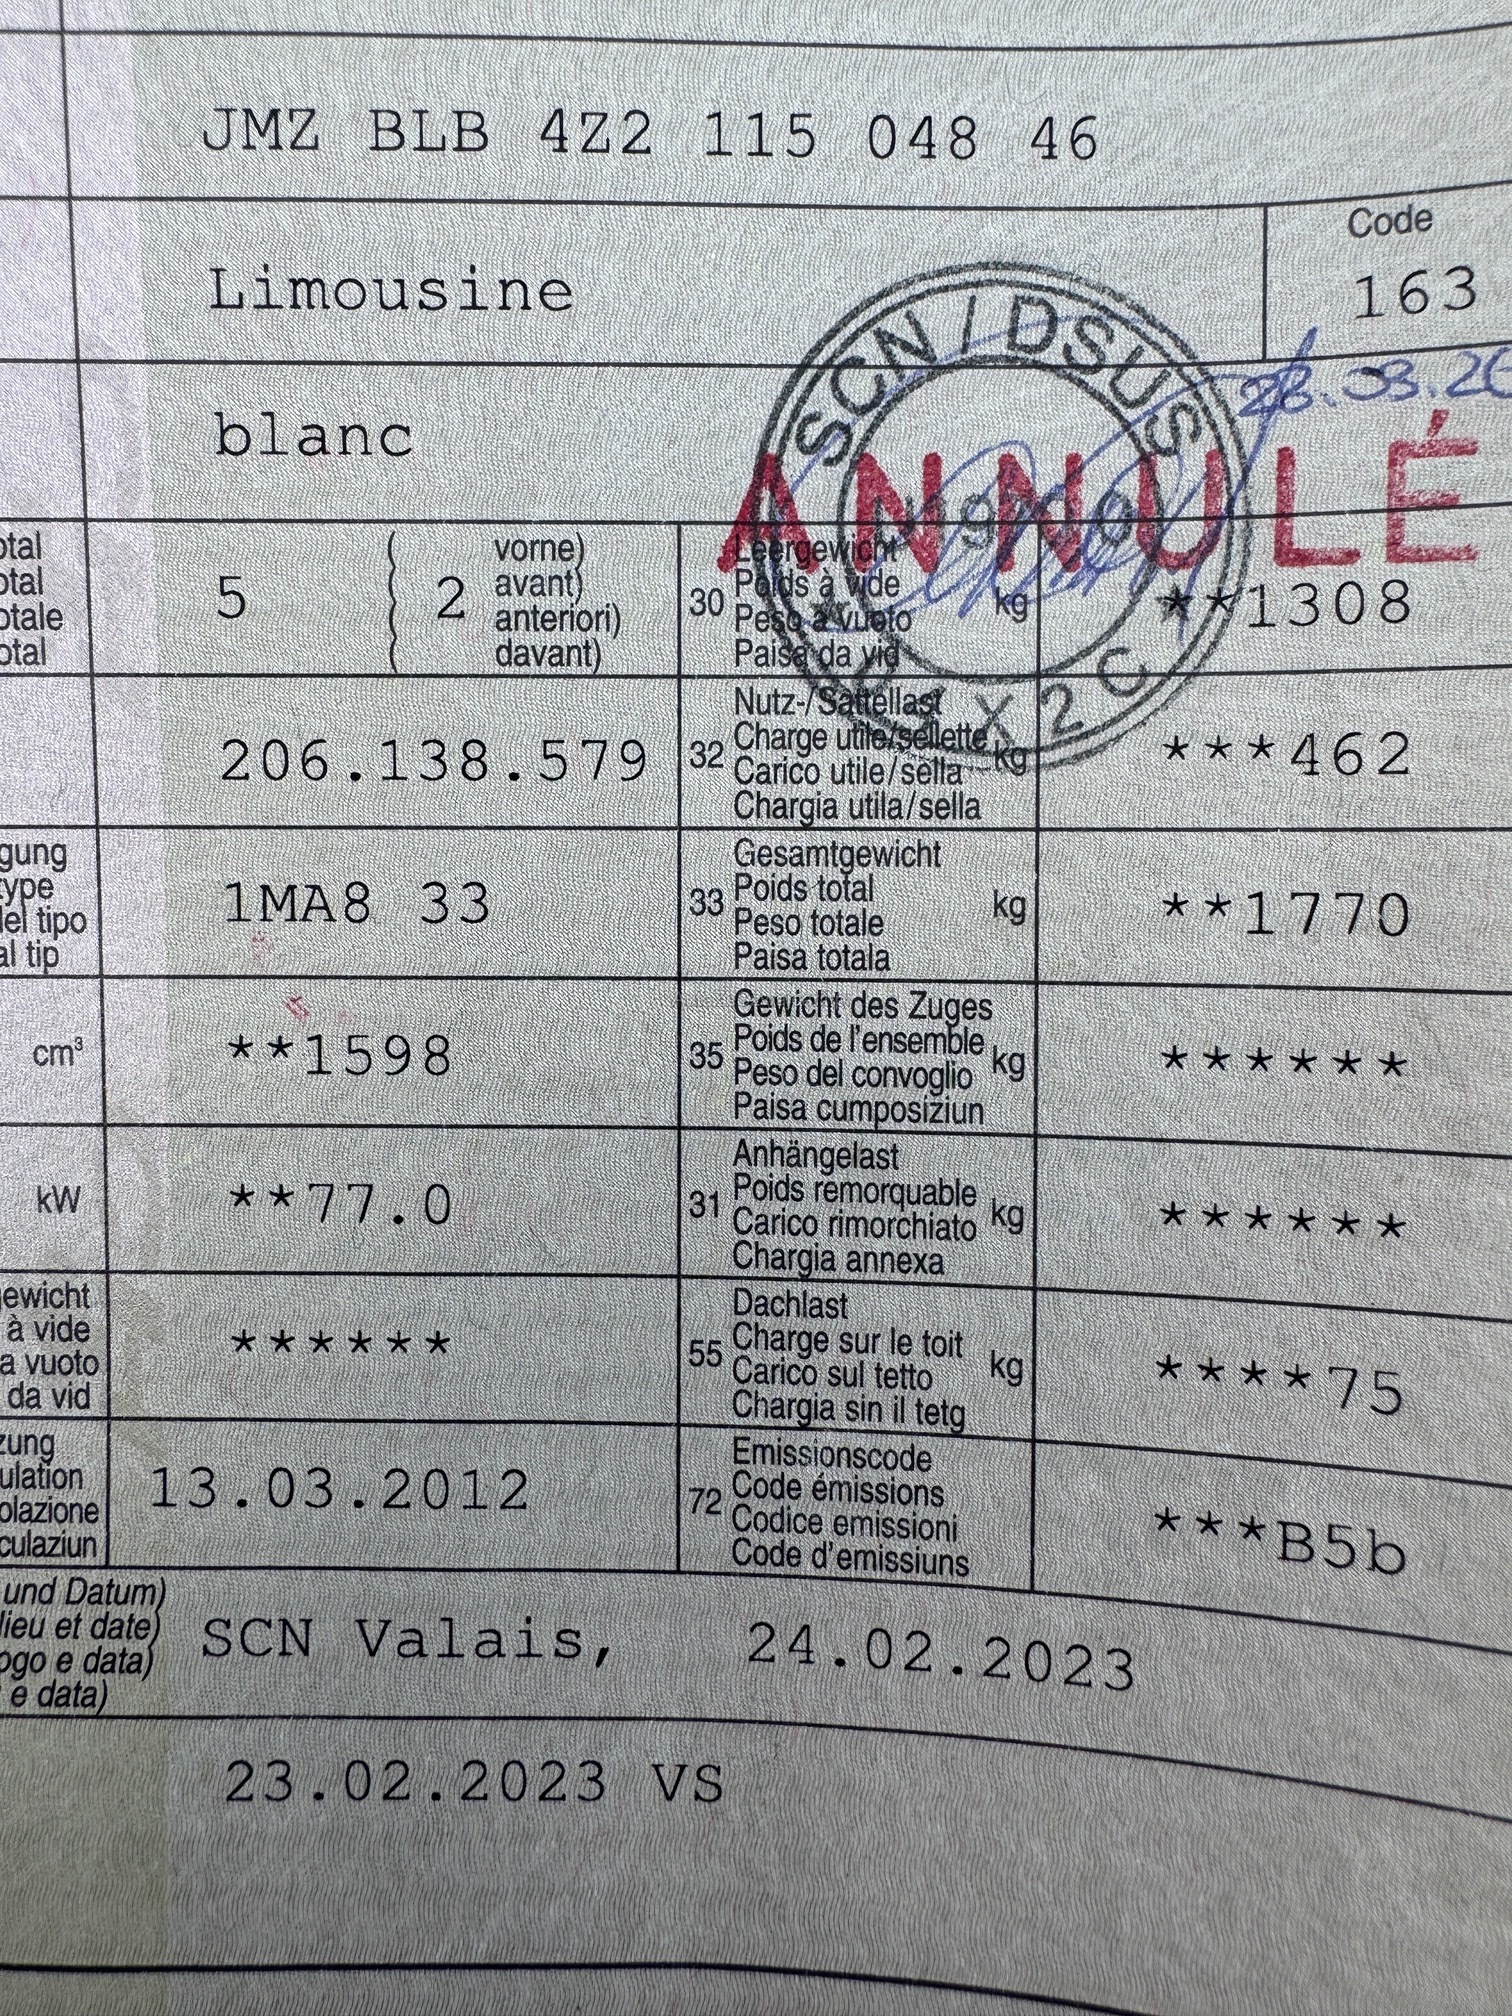 JMZ BLB 4Z2 115 048 46
Code
Limousine
163
28.03.20
blanc
SCN / DSUS
ANNULÉ
otal
otal
otale
otal
5
2
vorne)
avant)
anteriori)
davant)
30
Leergewicht
Poids à vide
Peso a vuoto
Paisa da vid
kg
**1308
X2C
206.138.579
32
Nutz-/Sattellast
Charge utile/sellette
Carico utile/sella
Chargia utila/sella
kg
***462
gung
ype
del tipo
al tip
1MA8 33
33
Gesamtgewicht
Poids total
Peso totale
Paisa totala
kg
**1770
cm³
**1598
35
Gewicht des Zuges
Poids de l'ensemble
Peso del convoglio
Paisa cumposiziun
kg
******
kW
**77.0
31
Anhängelast
Poids remorquable
Carico rimorchiato
Chargia annexa
kg
******
ewicht
à vide
a vuoto
da vid
******
55
Dachlast
Charge sur le toit
Carico sul tetto
Chargia sin il tetg
kg
****75
zung
ulation
olazione
culaziun
13.03.2012
72
Emissionscode
Code émissions
Codice emissioni
Code d'emissiuns
***B5b
und Datum)
lieu et date)
ogo e data)
e data)
SCN Valais, 24.02.2023
23.02.2023 VS